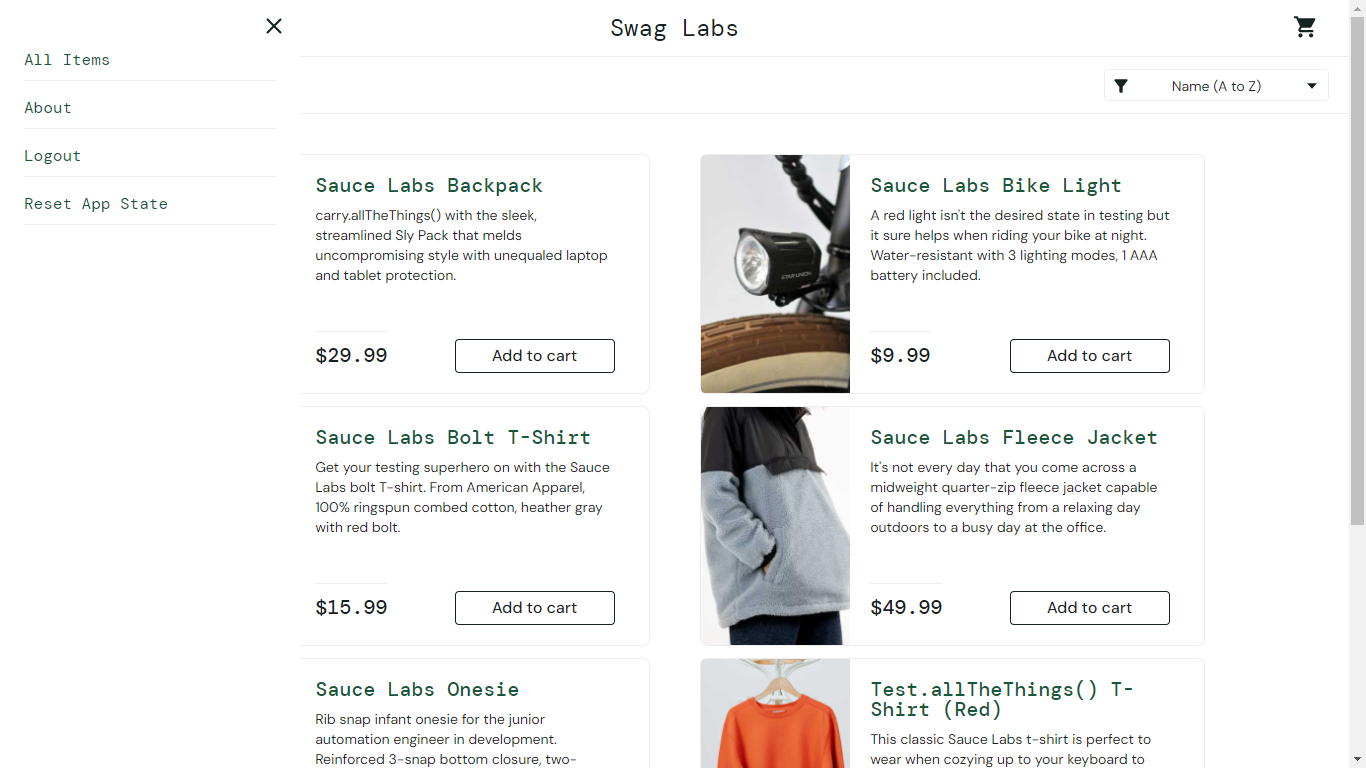 All Items
About
Logout
Reset App State
Swag Labs
Name (A to Z)
Sauce Labs Backpack
carry.allTheThings() with the sleek,
streamlined Sly Pack that melds
uncompromising style with unequaled laptop
and tablet protection.
$29.99
Add to cart
Sauce Labs Bike Light
A red light isn't the desired state in testing but
it sure helps when riding your bike at night.
Water-resistant with 3 lighting modes, 1 AAA
battery included.
$9.99
Add to cart
STAR UNION
Sauce Labs Bolt T-Shirt
Get your testing superhero on with the Sauce
Labs bolt T-shirt. From American Apparel,
100% ringspun combed cotton, heather gray
with red bolt.
$15.99
Add to cart
Sauce Labs Fleece Jacket
It's not every day that you come across a
midweight quarter-zip fleece jacket capable
of handling everything from a relaxing day
outdoors to a busy day at the office.
$49.99
Add to cart
Sauce Labs Onesie
Rib snap infant onesie for the junior
automation engineer in development.
Reinforced 3-snap bottom closure, two-
Test.allTheThings() T-
Shirt (Red)
This classic Sauce Labs t-shirt is perfect to
wear when cozying up to your keyboard to